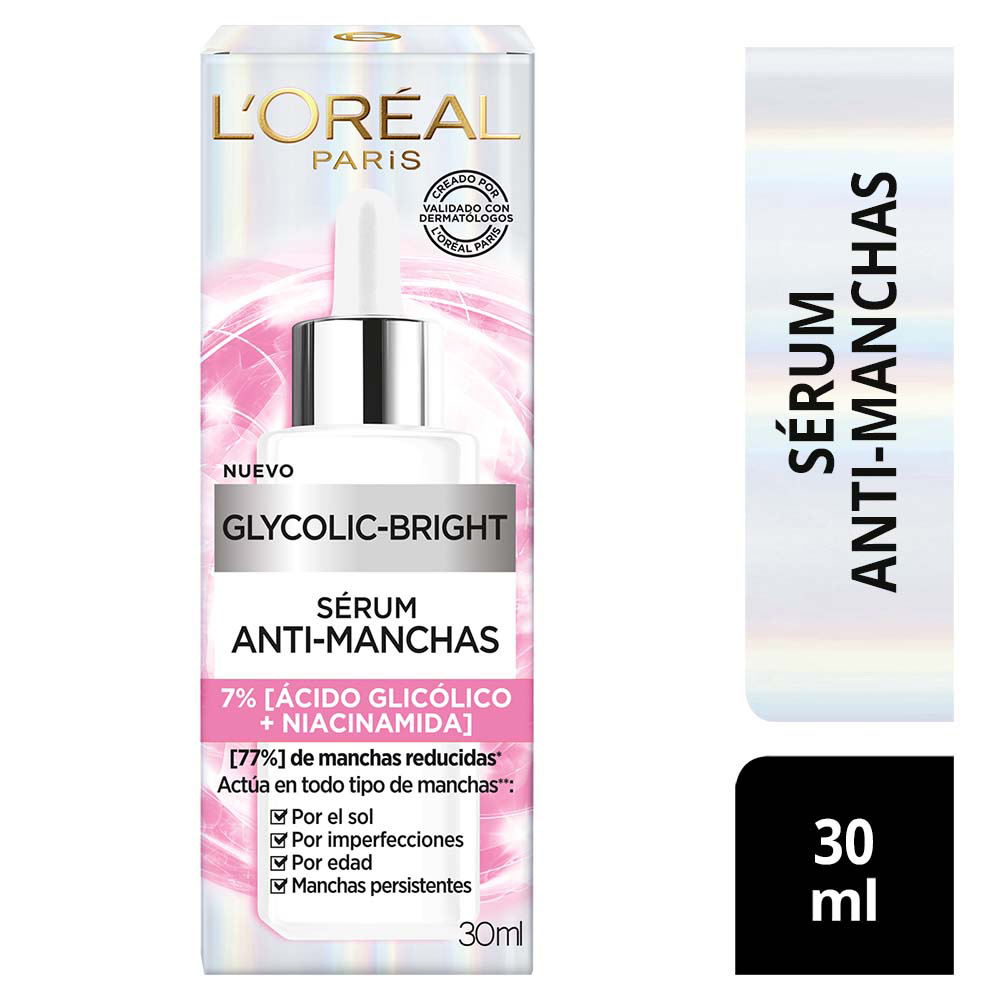 L'ORÉAL
PARiS
CREADO POR
VALIDADO CON
DERMATÓLOGOS
L'ORÉAL PARIS
NUEVO
GLYCOLIC-BRIGHT
SÉRUM
ANTI-MANCHAS
7% [ÁCIDO GLICÓLICO
+ NIACINAMIDA]
[77%] de manchas reducidas*
Actúa en todo tipo de manchas**:
Por el sol
Por imperfecciones
Por edad
Manchas persistentes
30ml
SÉRUM
ANTI-MANCHAS
30
ml